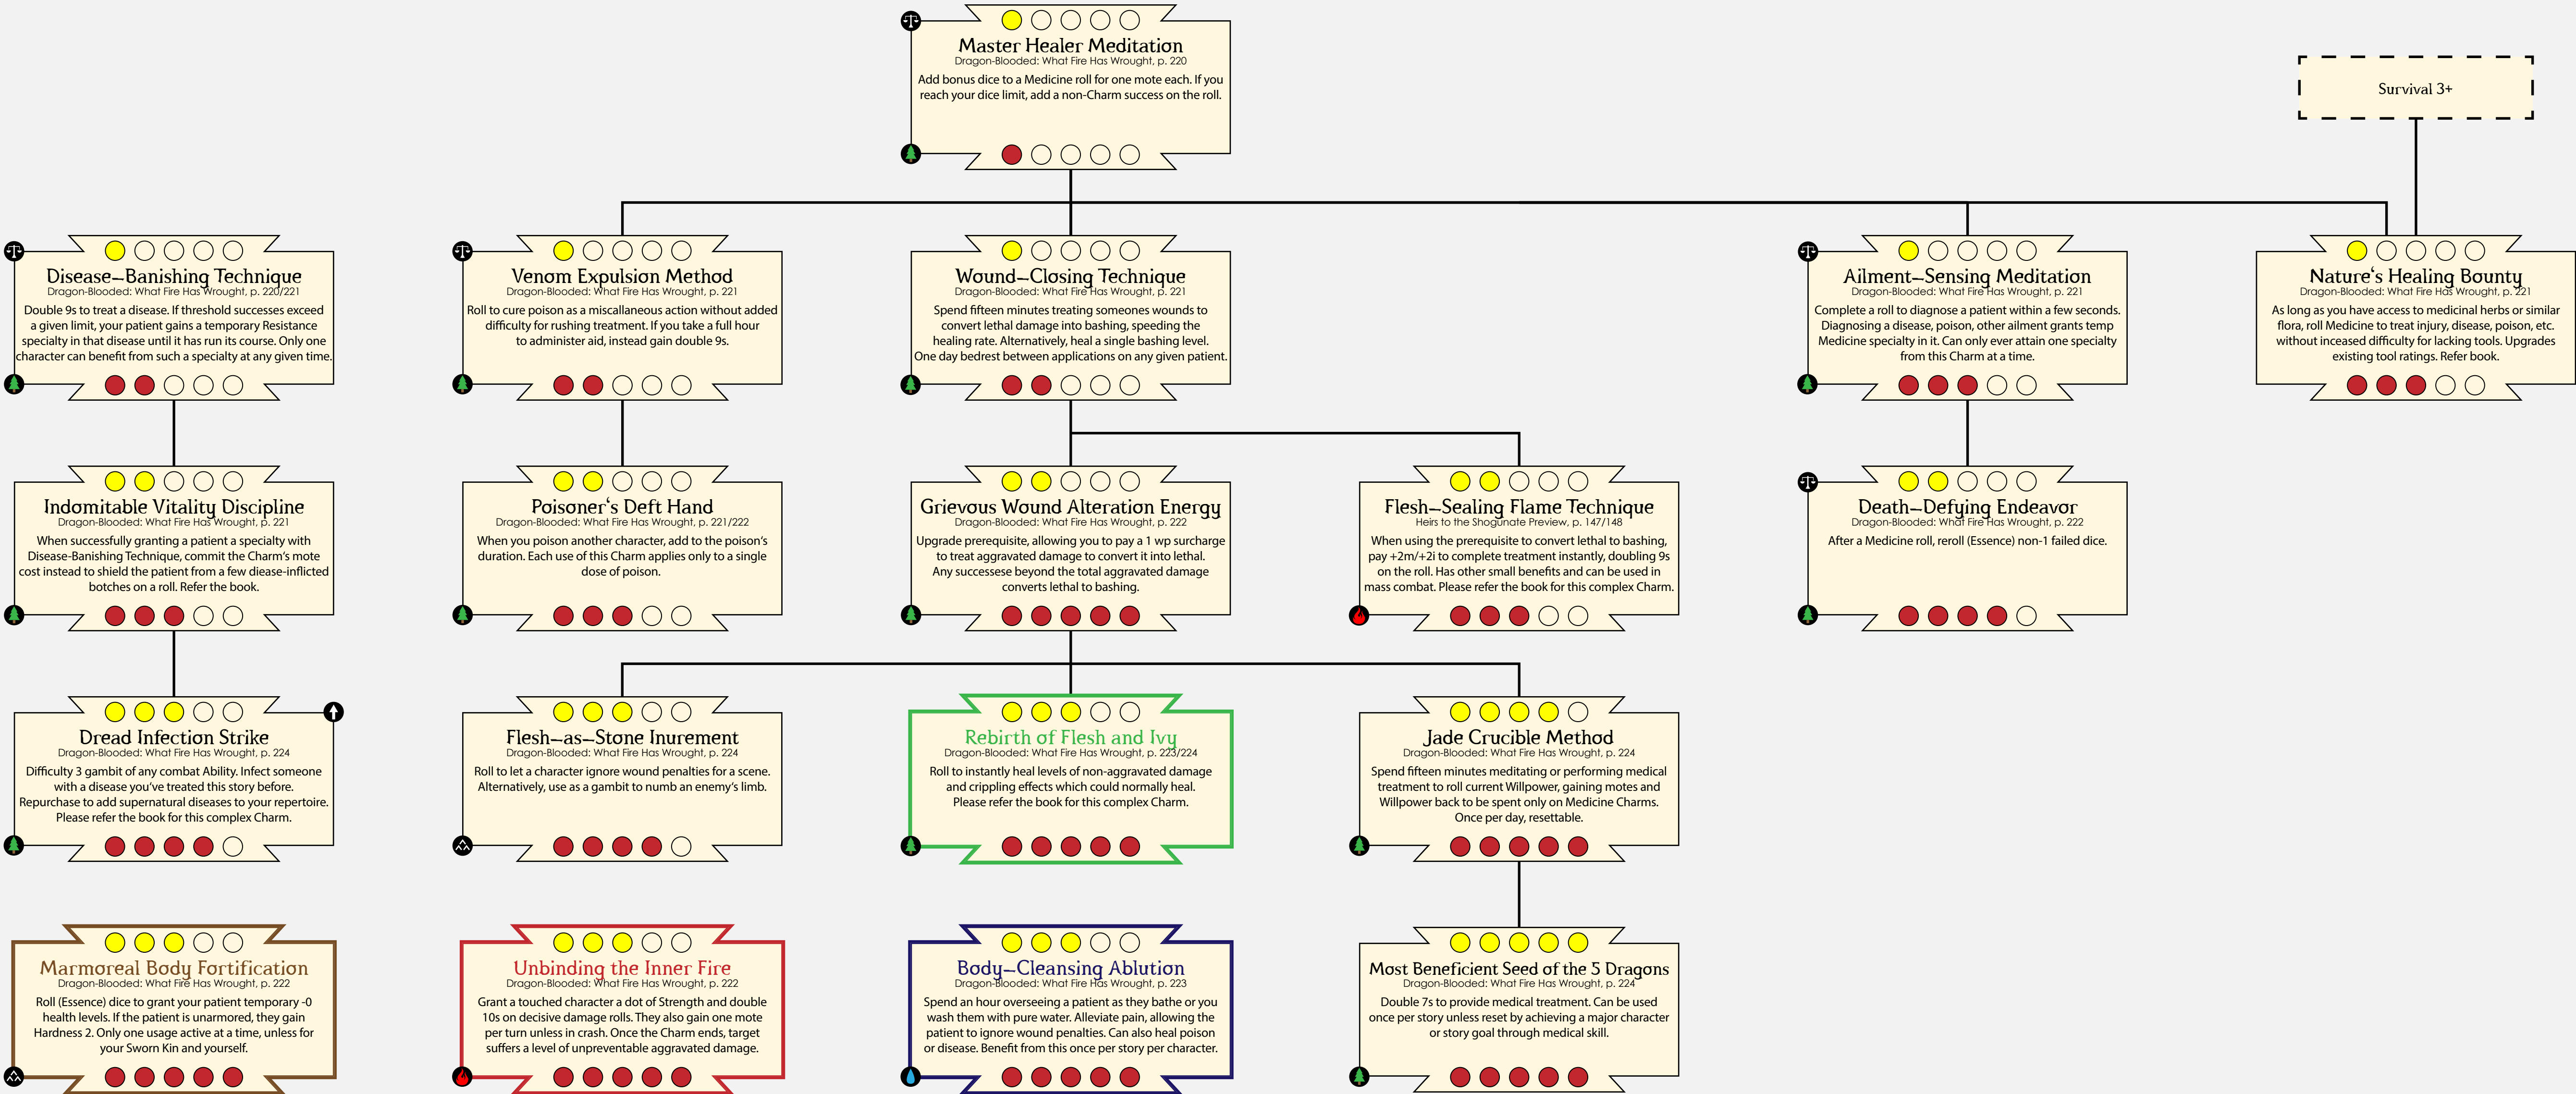 Master Healer Meditation
Dragon-Blooded: What Fire Has Wrought, p. 220
Add bonus dice to a Medicine roll for one mote each. If you
reach your dice limit, add a non-Charm success on the roll.
Survival 3+
Disease-Banishing Technique
Dragon-Blooded: What Fire Has Wrought, p. 220/221
Double 9s to treat a disease. If threshold successes exceed
a given limit, your patient gains a temporary Resistance
specialty in that disease until it has run its course. Only one
character can benefit from such a specialty at any given time.
Venom Expulsion Method
Dragon-Blooded: What Fire Has Wrought, p. 221
Roll to cure poison as a miscallaneous action without added
difficulty for rushing treatment. If you take a full hour
to administer aid, instead gain double 9s.
Wound-Closing Technique
Dragon-Blooded: What Fire Has Wrought, p. 221
Spend fifteen minutes treating someones wounds to
convert lethal damage into bashing, speeding the
healing rate. Alternatively, heal a single bashing level.
One day bedrest between applications on any given patient.
Ailment-Sensing Meditation
Dragon-Blooded: What Fire Has Wrought, p. 221
Complete a roll to diagnose a patient within a few seconds.
Diagnosing a disease, poison, other ailment grants temp
Medicine specialty in it. Can only ever attain one specialty
from this Charm at a time.
Nature's Healing Bounty
Dragon-Blooded: What Fire Has Wrought, p. 221
As long as you have access to medicinal herbs or similar
flora, roll Medicine to treat injury, disease, poison, etc.
without inceased difficulty for lacking tools. Upgrades
existing tool ratings. Refer book.
Indomitable Vitality Discipline
Dragon-Blooded: What Fire Has Wrought, p. 221
When successfully granting a patient a specialty with
Disease-Banishing Technique, commit the Charm's mote
cost instead to shield the patient from a few diease-inflicted
botches on a roll. Refer the book.
Poisoner's Deft Hand
Dragon-Blooded: What Fire Has Wrought, p. 221/222
When you poison another character, add to the poison's
duration. Each use of this Charm applies only to a single
dose of poison.
Grievous Wound Alteration Energy
Dragon-Blooded: What Fire Has Wrought, p. 222
Upgrade prerequisite, allowing you to pay a 1 wp surcharge
to treat aggravated damage to convert it into lethal.
Any successese beyond the total aggravated damage
converts lethal to bashing.
Flesh-Sealing Flame Technique
Heirs to the Shogunate Preview, p. 147/148
When using the prerequisite to convert lethal to bashing,
pay +2m/+2i to complete treatment instantly, doubling 9s
on the roll. Has other small benefits and can be used in
mass combat. Please refer the book for this complex Charm.
Death-Defying Endeavor
Dragon-Blooded: What Fire Has Wrought, p. 222
After a Medicine roll, reroll (Essence) non-1 failed dice.
Dread Infection Strike
Dragon-Blooded: What Fire Has Wrought, p. 224
Difficulty 3 gambit of any combat Ability. Infect someone
with a disease you've treated this story before.
Repurchase to add supernatural diseases to your repertoire.
Please refer the book for this complex Charm.
Flesh-as-Stone Inurement
Dragon-Blooded: What Fire Has Wrought, p. 224
Roll to let a character ignore wound penalties for a scene.
Alternatively, use as a gambit to numb an enemy's limb.
Rebirth of Flesh and Ivy
Dragon-Blooded: What Fire Has Wrought, p. 223/224
Roll to instantly heal levels of non-aggravated damage
and crippling effects which could normally heal.
Please refer the book for this complex Charm.
Jade Crucible Method
Dragon-Blooded: What Fire Has Wrought, p. 224
Spend fifteen minutes meditating or performing medical
treatment to roll current Willpower, gaining motes and
Willpower back to be spent only on Medicine Charms.
Once per day, resettable.
Marmoreal Body Fortification
Dragon-Blooded: What Fire Has Wrought, p. 222
Roll (Essence) dice to grant your patient temporary -0
health levels. If the patient is unarmored, they gain
Hardness 2. Only one usage active at a time, unless for
your Sworn Kin and yourself.
Unbinding the Inner Fire
Dragon-Blooded: What Fire Has Wrought, p. 222
Grant a touched character a dot of Strength and double
10s on decisive damage rolls. They also gain one mote
per turn unless in crash. Once the Charm ends, target
suffers a level of unpreventable aggravated damage.
Body-Cleansing Ablution
Dragon-Blooded: What Fire Has Wrought, p. 223
Spend an hour overseeing a patient as they bathe or you
wash them with pure water. Alleviate pain, allowing the
patient to ignore wound penalties. Can also heal poison
or disease. Benefit from this once per story per character.
Most Beneficient Seed of the 5 Dragons
Dragon-Blooded: What Fire Has Wrought, p. 224
Double 7s to provide medical treatment. Can be used
once per story unless reset by achieving a major character
or story goal through medical skill.